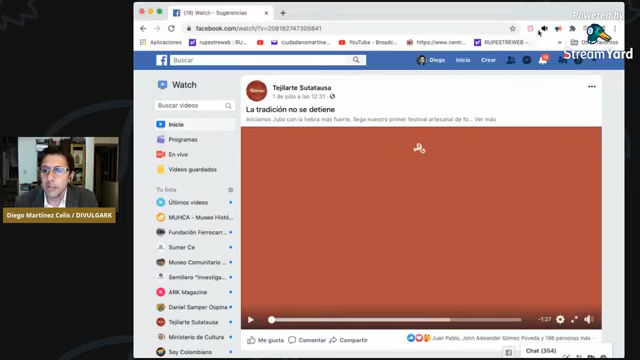 Powered by
StreamYard
(19) Watch - Sugerencias
facebook.com/watch/?v=206182747305641
Aplicaciones
rupestreweb : RU...
ciudadanomartine...
YouTube - Broadc...
https://www.centr...
RUPESTREWEB :...
Otros Favoritos
Buscar
Diego
Inicio
Crear
Watch
Buscar videos
Inicio
Programas
En vivo
Videos guardados
Tu lista
Últimos videos
MUHCA - Museo Histó...
Fundación Ferrocarr...
Sumer Ce
Museo Comunitario ...
Semillero "Investiga...
ARK Magazine
Daniel Samper Ospina
Tejilarte Sutatausa
Ministerio de Cultura
Soy Colombiano
Tejilarte Sutatausa
1 de julio a las 12:31
La tradición no se detiene
Iniciamos Julio con la hebra más fuerte, llega nuestro primer festival artesanal de fo... Ver más
-1:27
Me gusta
Comentar
Compartir
Juan Pablo, John Alexander Gómez Poveda y 196 personas más
Chat (354)
Diego Martínez Celis / DIVULGARK